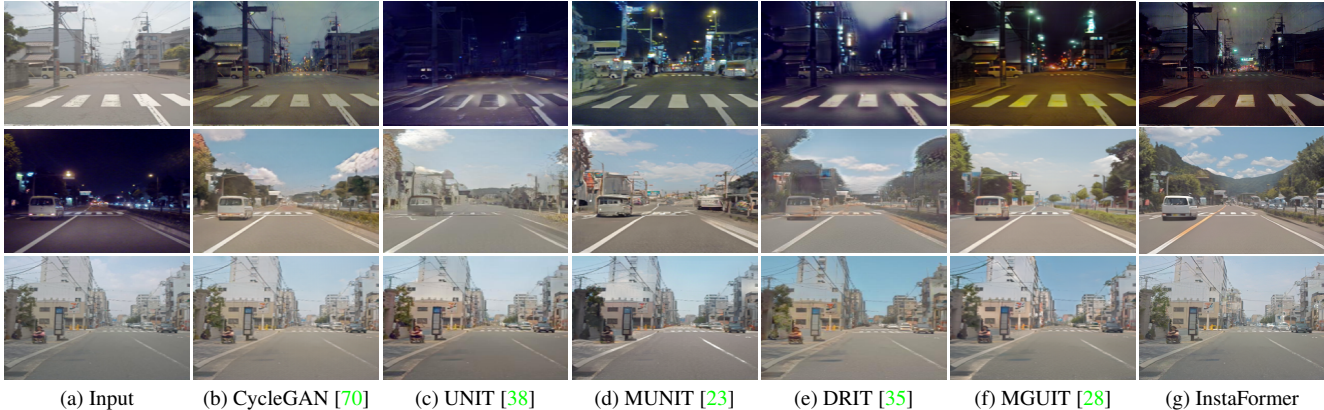 (a) Input (b) CycleGAN [70] (c) UNIT [38] (d) MUNIT [23] (e) DRIT [35] (f) MGUIT [28] (g) InstaFormer